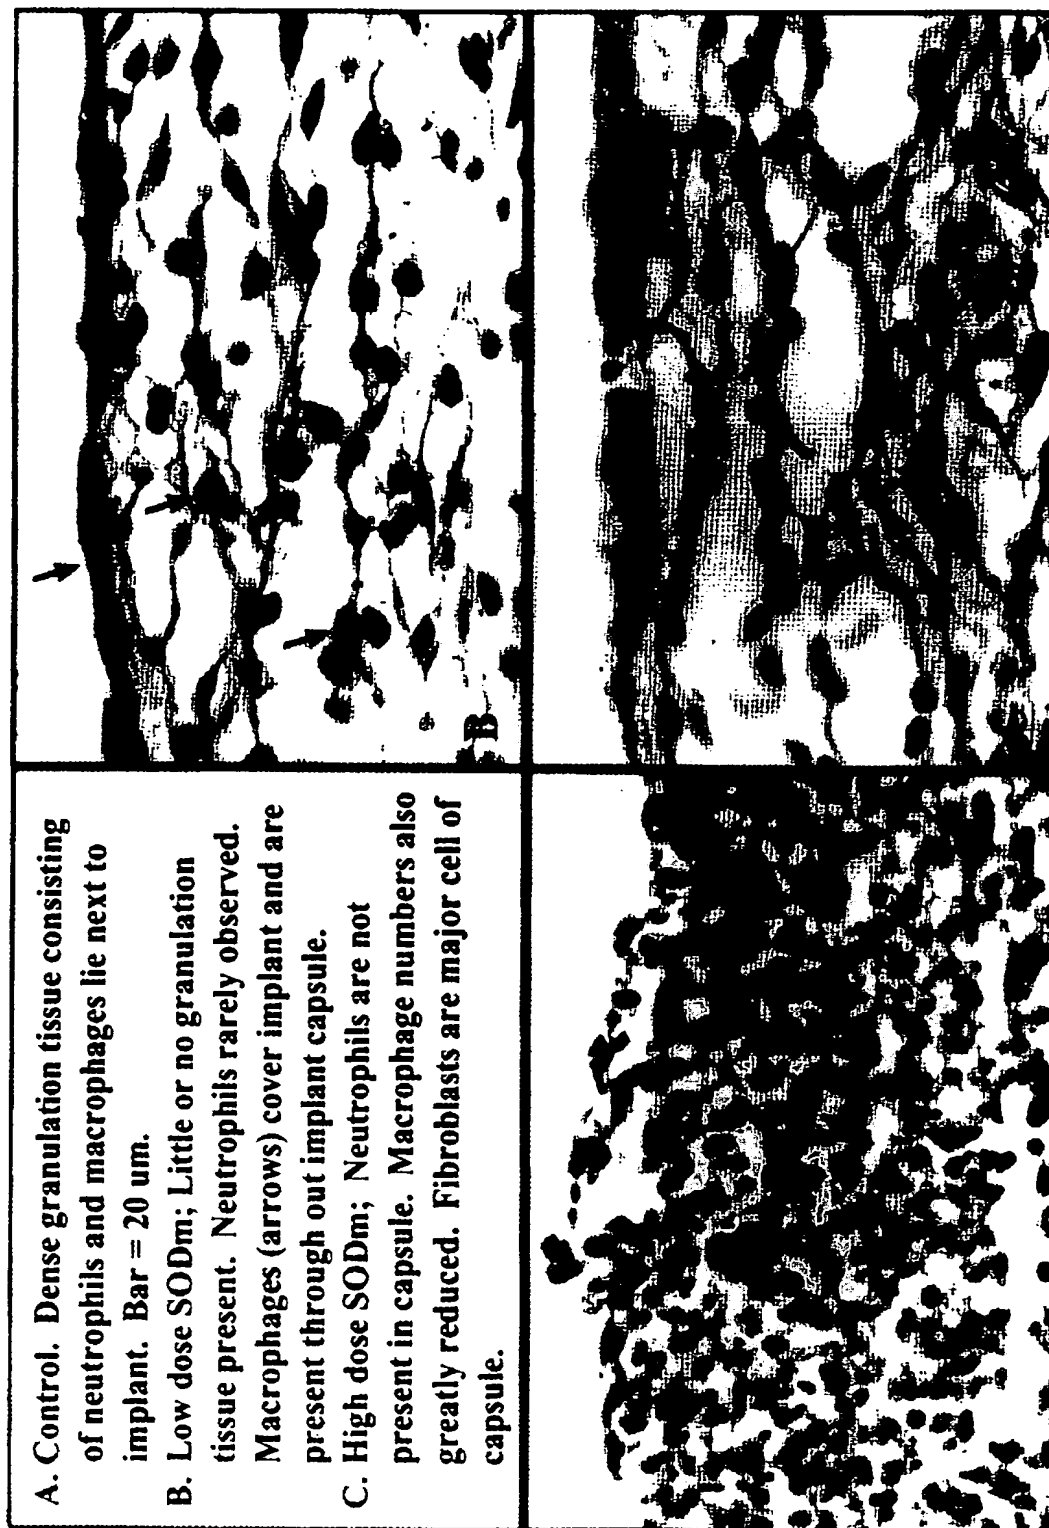 A. Control. Dense granulation tissue consisting
of neutrophils and macrophages lie next to
implant. Bar = 20 um.
B. Low dose SODm; Little or no granulation
tissue present. Neutrophils rarely observed.
Macrophages (arrows) cover implant and are
present through out implant capsule.
C. High dose SODm; Neutrophils are not
present in capsule. Macrophage numbers also
greatly reduced. Fibroblasts are major cell of
capsule.
B